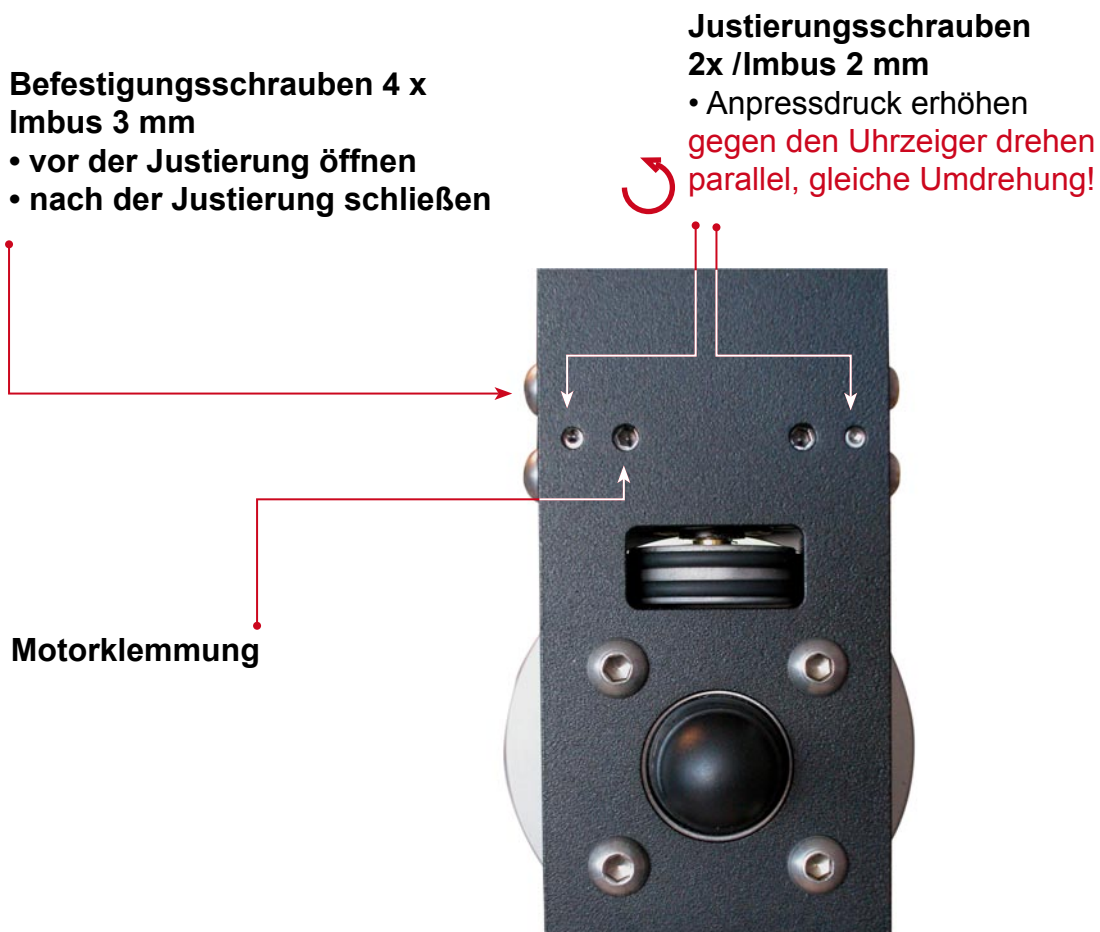 Befestigungsschrauben 4 x
Imbus 3 mm
• vor der Justierung öffnen
• nach der Justierung schließen
Justierungsschrauben
2x /Imbus 2 mm
• Anpressdruck erhöhen
gegen den Uhrzeiger drehen
parallel, gleiche Umdrehung!
Motorklemmung